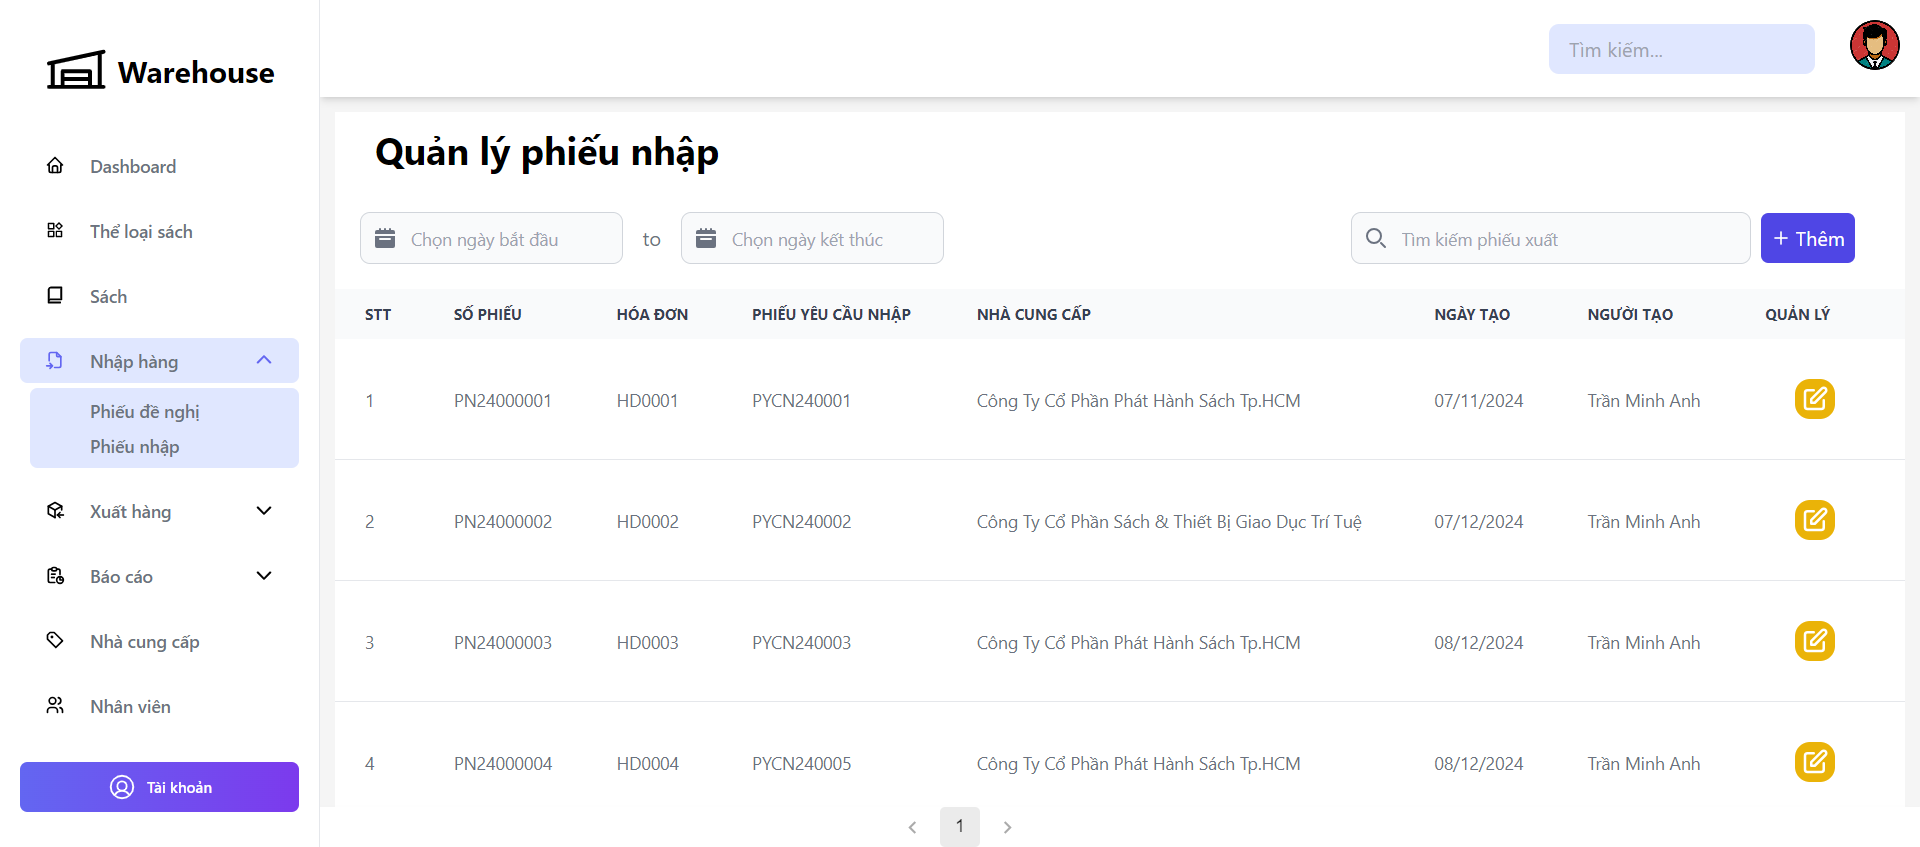 Warehouse
Tìm kiếm...
Dashboard
Thể loại sách
Sách
Nhập hàng
Phiếu đề nghị
Phiếu nhập
Xuất hàng
Báo cáo
Nhà cung cấp
Nhân viên
Tài khoản
Quản lý phiếu nhập
Chọn ngày bắt đầu to Chọn ngày kết thúc Tìm kiếm phiếu xuất + Thêm
STT SỐ PHIẾU HÓA ĐƠN PHIẾU YÊU CẦU NHẬP NHÀ CUNG CẤP NGÀY TẠO NGƯỜI TẠO QUẢN LÝ
1 PN24000001 HD0001 PYCN240001 Công Ty Cổ Phần Phát Hành Sách Tp.HCM 07/11/2024 Trần Minh Anh
2 PN24000002 HD0002 PYCN240002 Công Ty Cổ Phần Sách & Thiết Bị Giao Dục Trí Tuệ 07/12/2024 Trần Minh Anh
3 PN24000003 HD0003 PYCN240003 Công Ty Cổ Phần Phát Hành Sách Tp.HCM 08/12/2024 Trần Minh Anh
4 PN24000004 HD0004 PYCN240005 Công Ty Cổ Phần Phát Hành Sách Tp.HCM 08/12/2024 Trần Minh Anh
1